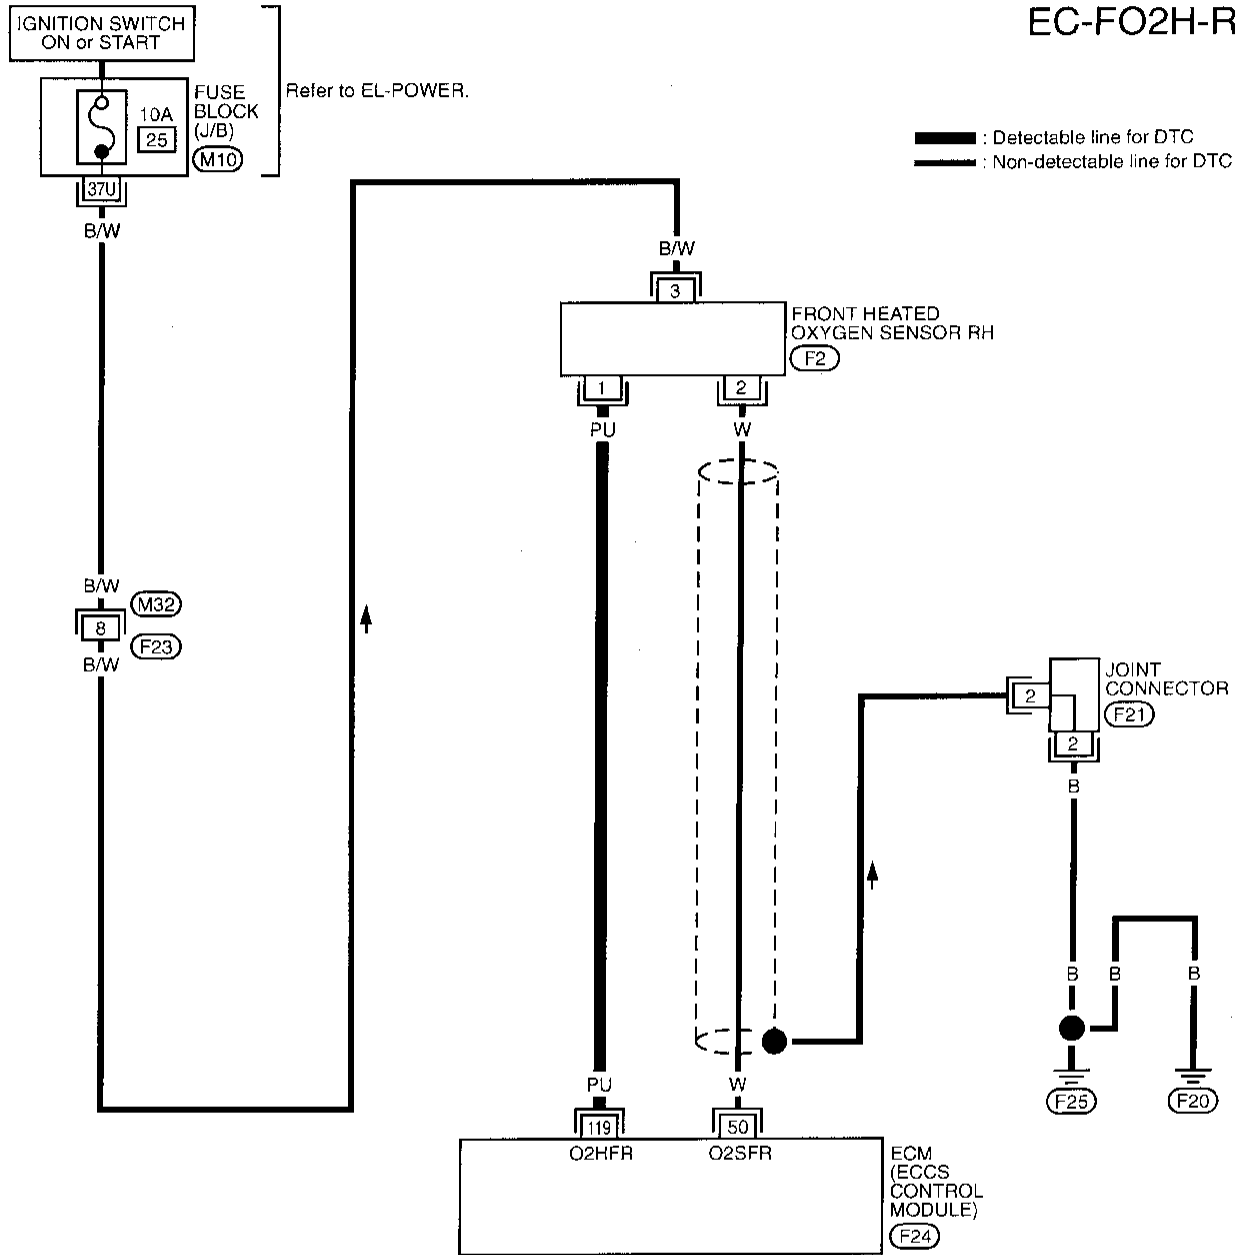 EC-FO2H-R
IGNITION SWITCH
ON or START
FUSE
BLOCK
(J/B)
M10
10A
25
Refer to EL-POWER.
: Detectable line for DTC
: Non-detectable line for DTC
37U
B/W
B/W
3
FRONT HEATED
OXYGEN SENSOR RH
F2
1
2
PU
W
B/W
M32
8
F23
B/W
JOINT
CONNECTOR
F21
2
2
B
B
B
B
F25
F20
PU
W
119
50
O2HFR
O2SFR
ECM
(ECCS
CONTROL
MODULE)
F24